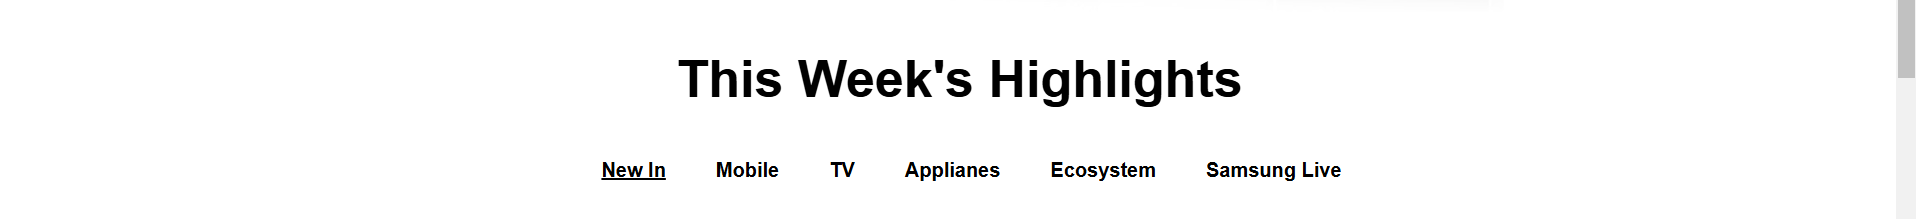 This Week's Highlights
New In Mobile TV Applianes Ecosystem Samsung Live